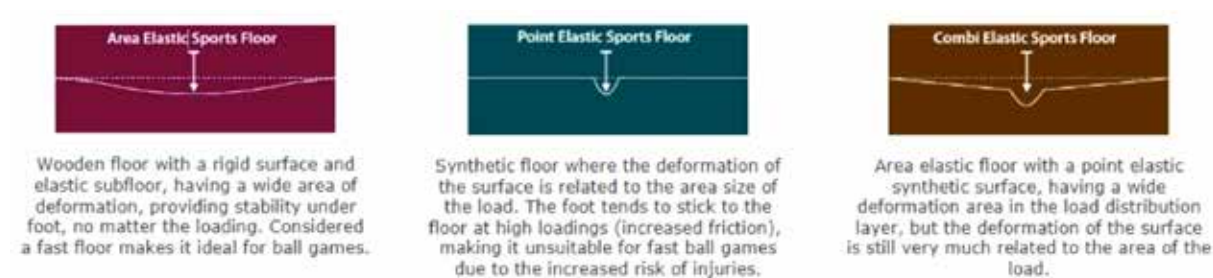 Area Elastic Sports Floor
Wooden floor with a rigid surface and
elastic subfloor, having a wide area of
deformation, providing stability under
foot, no matter the loading. Considered
a fast floor makes it ideal for ball games.
Point Elastic Sports Floor
Synthetic floor where the deformation of
the surface is related to the area size of
the load. The foot tends to stick to the
floor at high loadings (increased friction),
making it unsuitable for fast ball games
due to the increased risk of injuries.
Combi Elastic Sports Floor
Area elastic floor with a point elastic
synthetic surface, having a wide
deformation area in the load distribution
layer, but the deformation of the surface
is still very much related to the area of the
load.